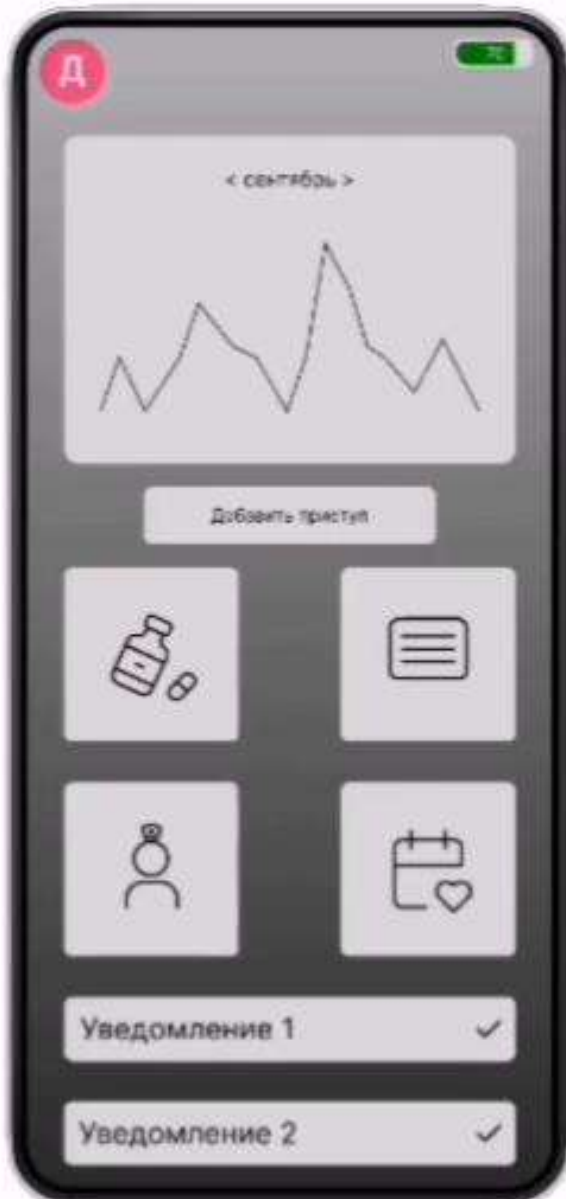 Д
< сентябрь >
Добавить приступ
Уведомление 1
Уведомление 2